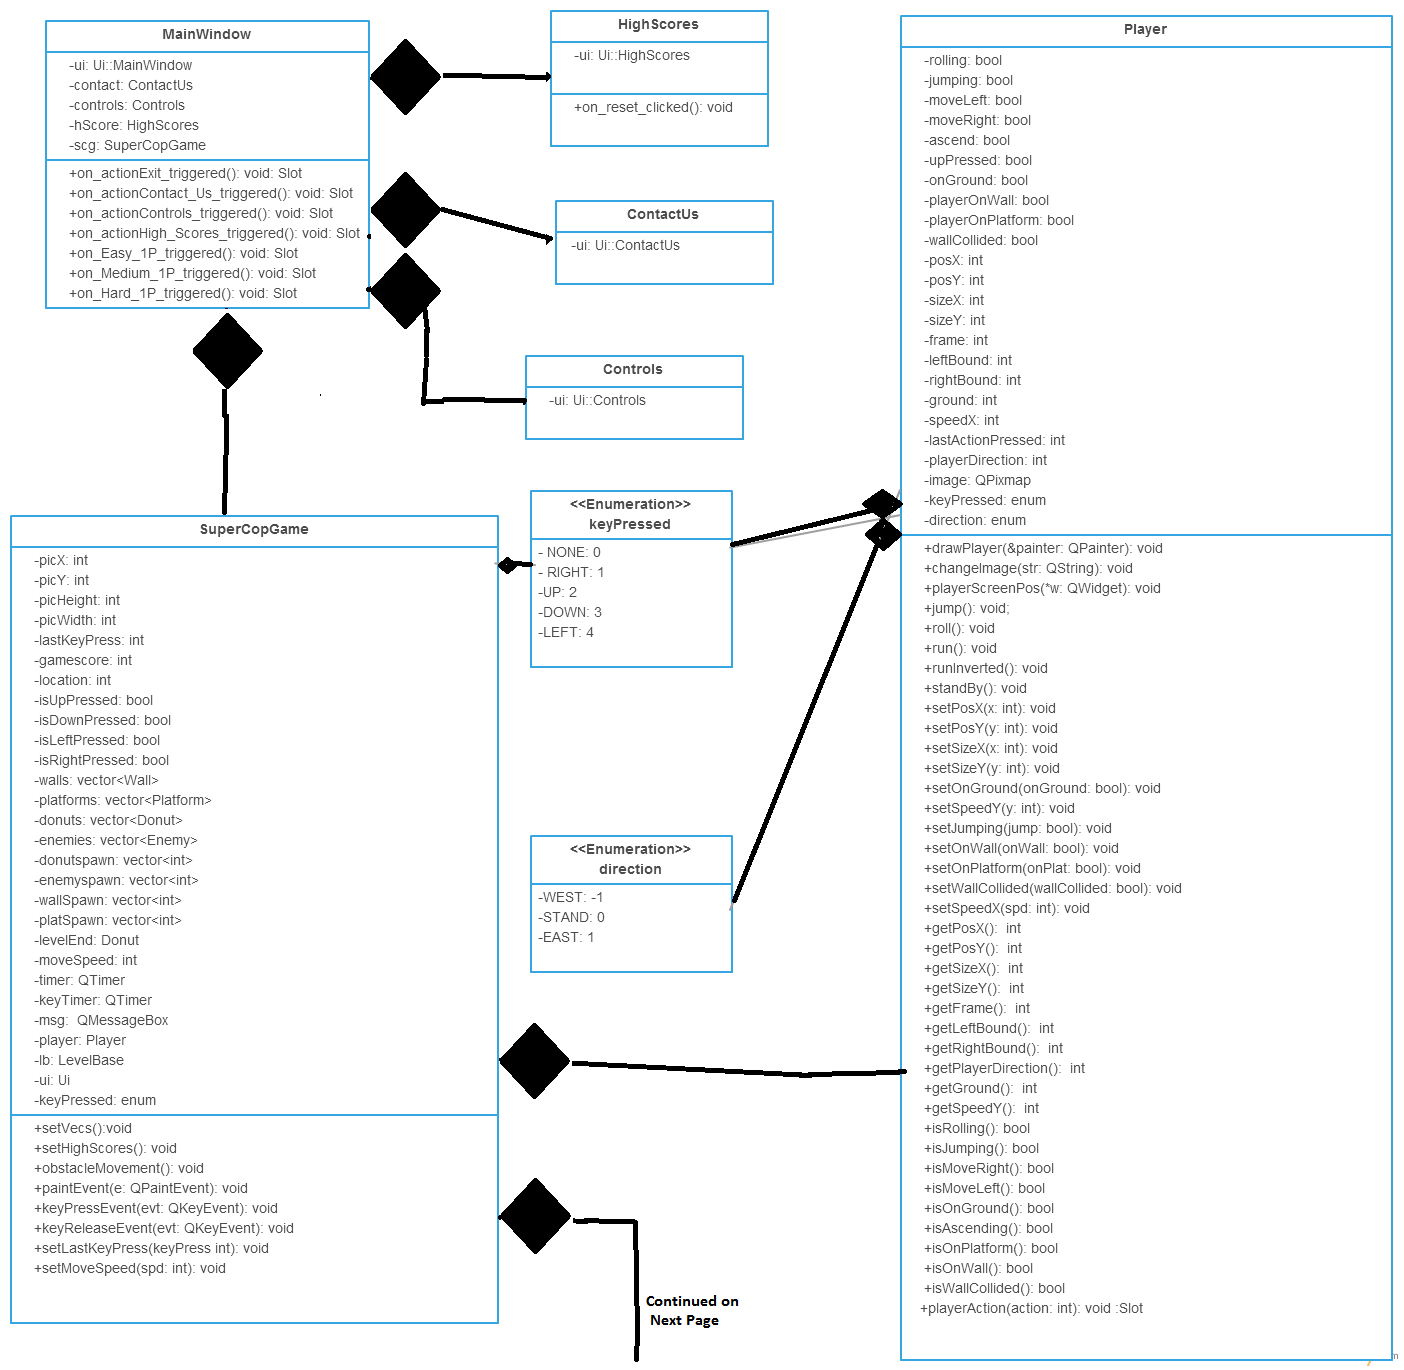 MainWindow
-ui: Ui::MainWindow
-contact: ContactUs
-controls: Controls
-hScore: HighScores
-scg: SuperCopGame
+on_actionExit_triggered(): void: Slot
+on_actionContact_Us_triggered(): void: Slot
+on_actionControls_triggered(): void: Slot
+on_actionHigh_Scores_triggered(): void: Slot
+on_Easy_1P_triggered(): void: Slot
+on_Medium_1P_triggered(): void: Slot
+on_Hard_1P_triggered(): void: Slot
HighScores
-ui: Ui::HighScores
+on_reset_clicked(): void
ContactUs
-ui: Ui::ContactUs
Controls
-ui: Ui::Controls
SuperCopGame
-picX: int
-picY: int
-picHeight: int
-picWidth: int
-lastKeyPress: int
-gamescore: int
-location: int
-isUpPressed: bool
-isDownPressed: bool
-isLeftPressed: bool
-isRightPressed: bool
-walls: vector<Wall>
-platforms: vector<Platform>
-donuts: vector<Donut>
-enemies: vector<Enemy>
-donutspawn: vector<int>
-enemyspawn: vector<int>
-wallSpawn: vector<int>
-platSpawn: vector<int>
-levelEnd: Donut
-moveSpeed: int
-timer: QTimer
-keyTimer: QTimer
-msg:  QMessageBox
-player: Player
-lb: LevelBase
-ui: Ui
-keyPressed: enum
+setVecs():void
+setHighScores(): void
+obstacleMovement(): void
+paintEvent(e: QPaintEvent): void
+keyPressEvent(evt: QKeyEvent): void
+keyReleaseEvent(evt: QKeyEvent): void
+setLastKeyPress(keyPress int): void
+setMoveSpeed(spd: int): void
<<Enumeration>>
keyPressed
- NONE: 0
- RIGHT: 1
-UP: 2
-DOWN: 3
-LEFT: 4
<<Enumeration>>
direction
-WEST: -1
-STAND: 0
-EAST: 1
Continued on
Next Page
Player
-rolling: bool
-jumping: bool
-moveLeft: bool
-moveRight: bool
-ascend: bool
-upPressed: bool
-onGround: bool
-playerOnWall: bool
-playerOnPlatform: bool
-wallCollided: bool
-posX: int
-posY: int
-sizeX: int
-sizeY: int
-frame: int
-leftBound: int
-rightBound: int
-ground: int
-speedX: int
-lastActionPressed: int
-playerDirection: int
-image: QPixmap
-keyPressed: enum
-direction: enum
+drawPlayer(&painter: QPainter): void
+changeImage(str: QString): void
+playerScreenPos(*w: QWidget): void
+jump(): void;
+roll(): void
+run(): void
+runInverted(): void
+standBy(): void
+setPosX(x: int): void
+setPosY(y: int): void
+setSizeX(x: int): void
+setSizeY(y: int): void
+setOnGround(onGround: bool): void
+setSpeedY(y: int): void
+setJumping(jump: bool): void
+setOnWall(onWall: bool): void
+setOnPlatform(onPlat: bool): void
+setWallCollided(wallCollided: bool): void
+setSpeedX(spd: int): void
+getPosX():  int
+getPosY():  int
+getSizeX():  int
+getSizeY():  int
+getFrame():  int
+getLeftBound():  int
+getRightBound():  int
+getPlayerDirection():  int
+getGround():  int
+getSpeedY():  int
+isRolling(): bool
+isJumping(): bool
+isMoveRight(): bool
+isMoveLeft(): bool
+isOnGround(): bool
+isAscending(): bool
+isOnPlatform(): bool
+isOnWall(): bool
+isWallCollided(): bool
+playerAction(action: int): void :Slot